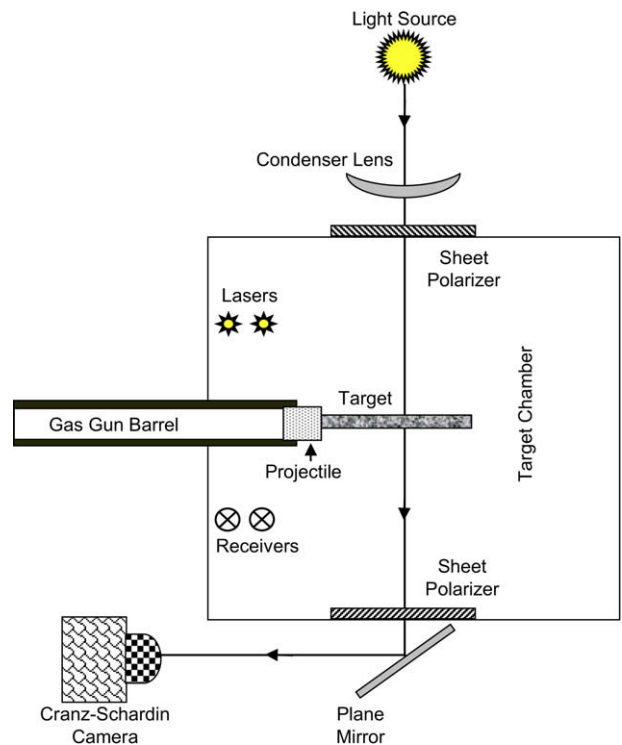 Light Source
Condenser Lens
Sheet
Polarizer
Lasers
Target
Target Chamber
Gas Gun Barrel
Projectile
Receivers
Sheet
Polarizer
Cranz-Schardin
Camera
Plane
Mirror